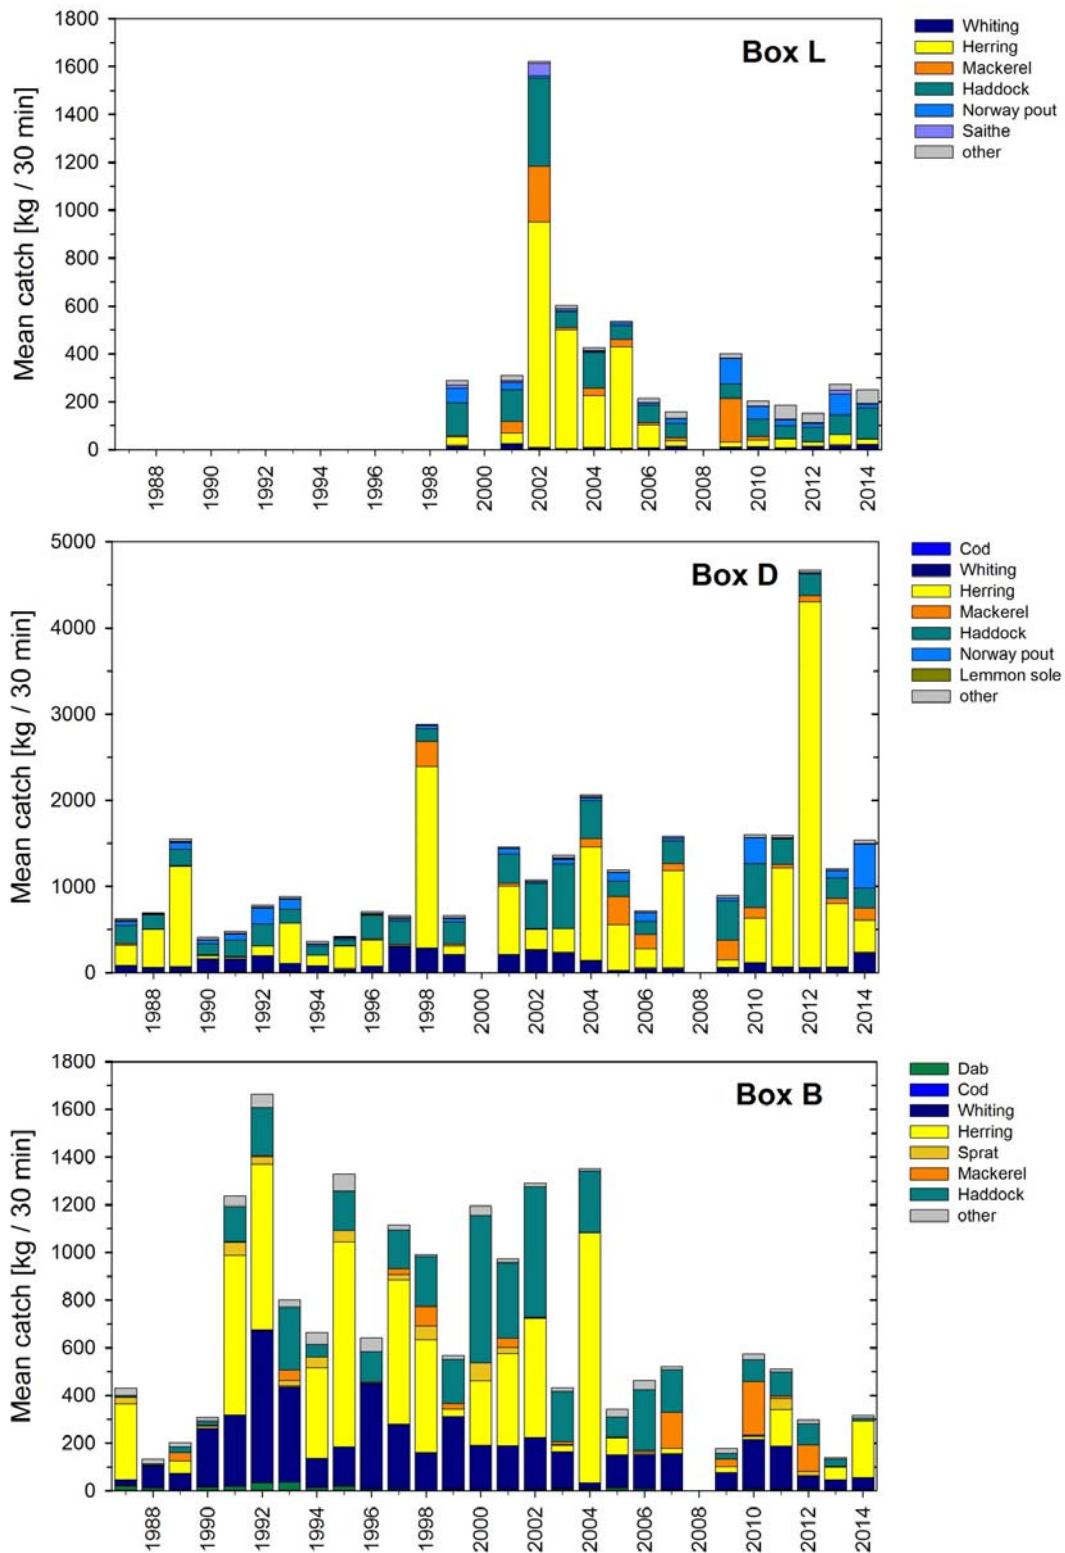 Box L
Mean catch [kg / 30 min]
1800
1600
1400
1200
1000
800
600
400
200
0
1988
1990
1992
1994
1996
1998
2000
2002
2004
2006
2008
2010
2012
2014
Whiting
Herring
Mackerel
Haddock
Norway pout
Saithe
other
Box D
Mean catch [kg / 30 min]
5000
4000
3000
2000
1000
0
1988
1990
1992
1994
1996
1998
2000
2002
2004
2006
2008
2010
2012
2014
Cod
Whiting
Herring
Mackerel
Haddock
Norway pout
Lemmon sole
other
Box B
Mean catch [kg / 30 min]
1800
1600
1400
1200
1000
800
600
400
200
0
1988
1990
1992
1994
1996
1998
2000
2002
2004
2006
2008
2010
2012
2014
Dab
Cod
Whiting
Herring
Sprat
Mackerel
Haddock
other